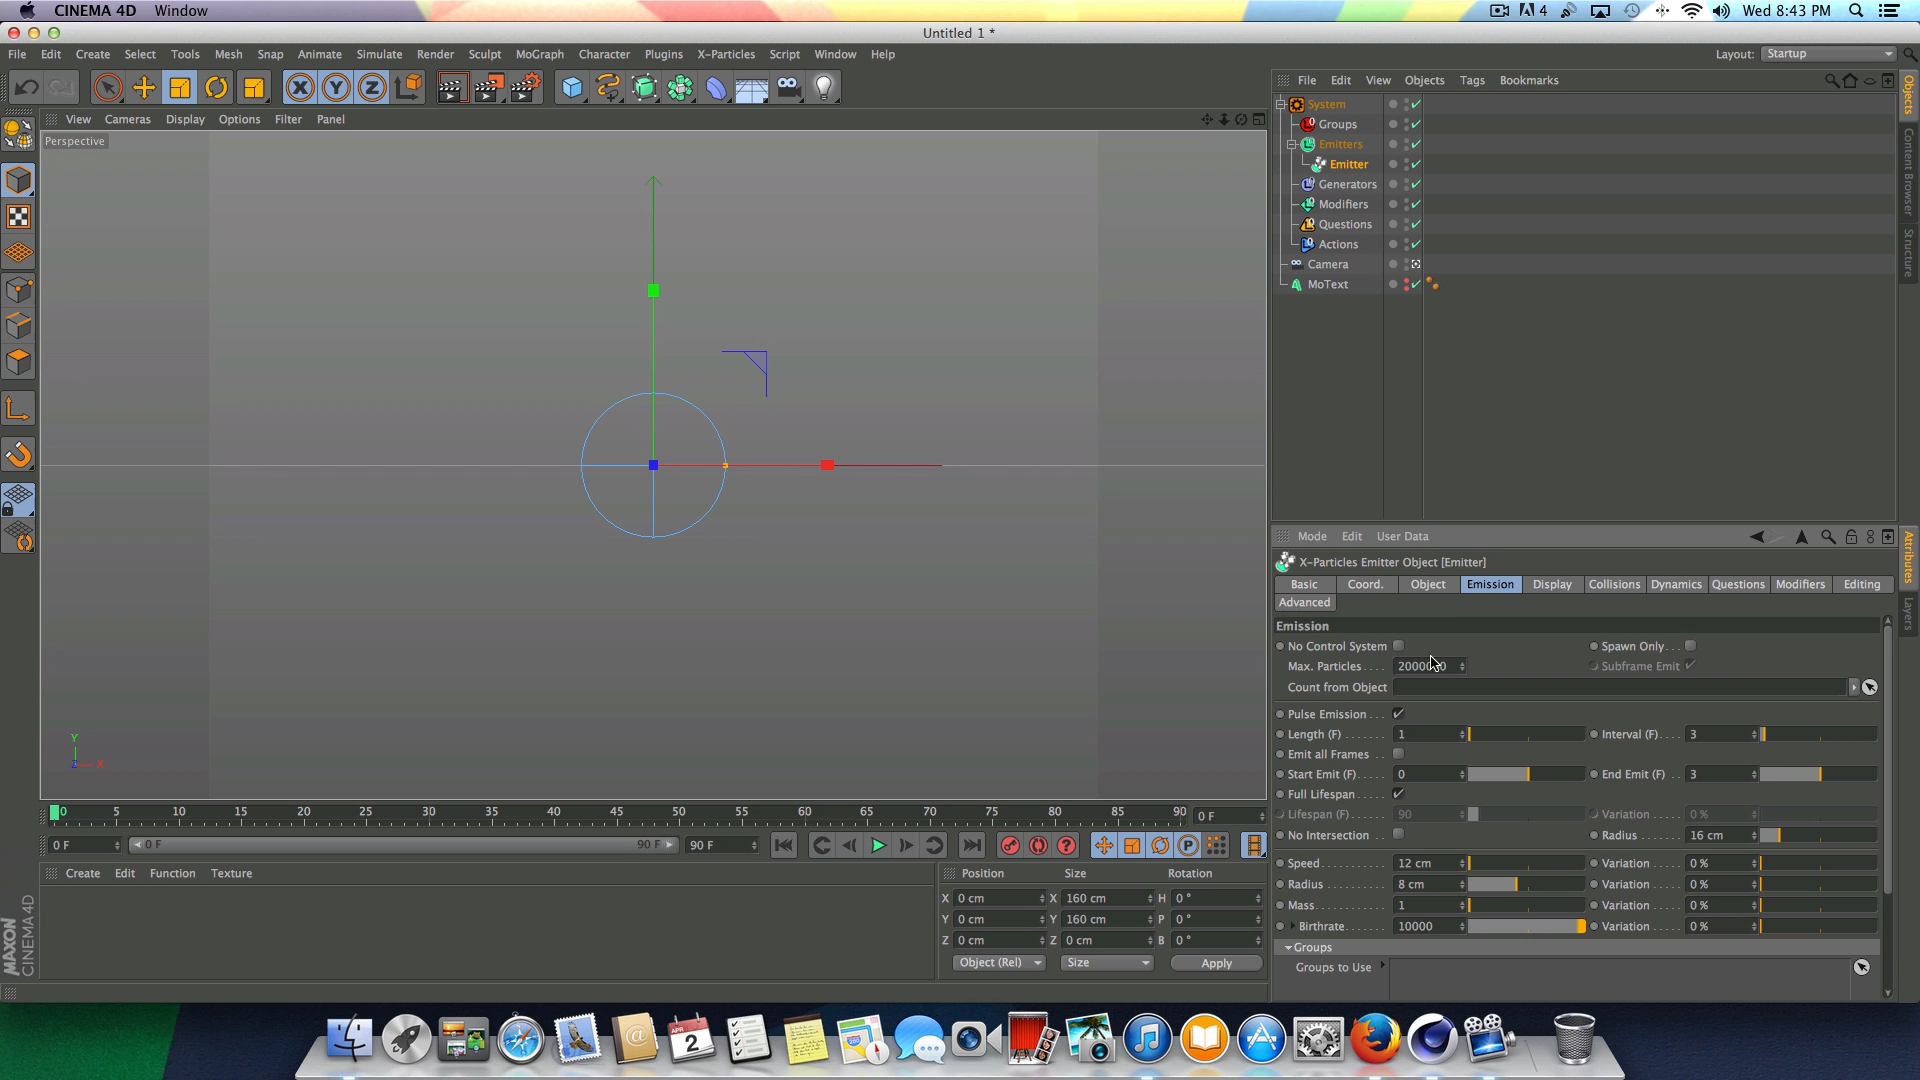 CINEMA 4D Window
4 Wed 8:43 PM
Untitled 1 *
File Edit Create Select Tools Mesh Snap Animate Simulate Render Sculpt MoGraph Character Plugins X-Particles Script Window Help
Layout: Startup
X Y Z
File Edit View Objects Tags Bookmarks
View Cameras Display Options Filter Panel
Perspective
System
Groups
Emitters
Emitter
Generators
Modifiers
Questions
Actions
Camera
MoText
Objects
Content Browser
Structure
Attributes
Layers
Mode Edit User Data
X-Particles Emitter Object [Emitter]
Basic Coord. Object Emission Display Collisions Dynamics Questions Modifiers Editing
Advanced
Emission
No Control System Spawn Only
Max. Particles Subframe Emit
Count from Object
Pulse Emission
Length (F) 1 Interval (F) 3
Emit all Frames
Start Emit (F) 0 End Emit (F) 3
Full Lifespan
Lifespan (F) 90 Variation 0 %
No Intersection Radius 16 cm
Speed 12 cm Variation 0 %
Radius 8 cm Variation 0 %
Mass 1 Variation 0 %
Birthrate 10000 Variation 0 %
Groups
Groups to Use
Y
Z X
0 5 10 15 20 25 30 35 40 45 50 55 60 65 70 75 80 85 90 0 F
0 F 0 F 90 F 90 F
P
Create Edit Function Texture
Position Size Rotation
X 0 cm X 160 cm H 0 °
Y 0 cm Y 160 cm P 0 °
Z 0 cm Z 0 cm B 0 °
Object (Rel) Size Apply
MAXON
CINEMA 4D
APR
2